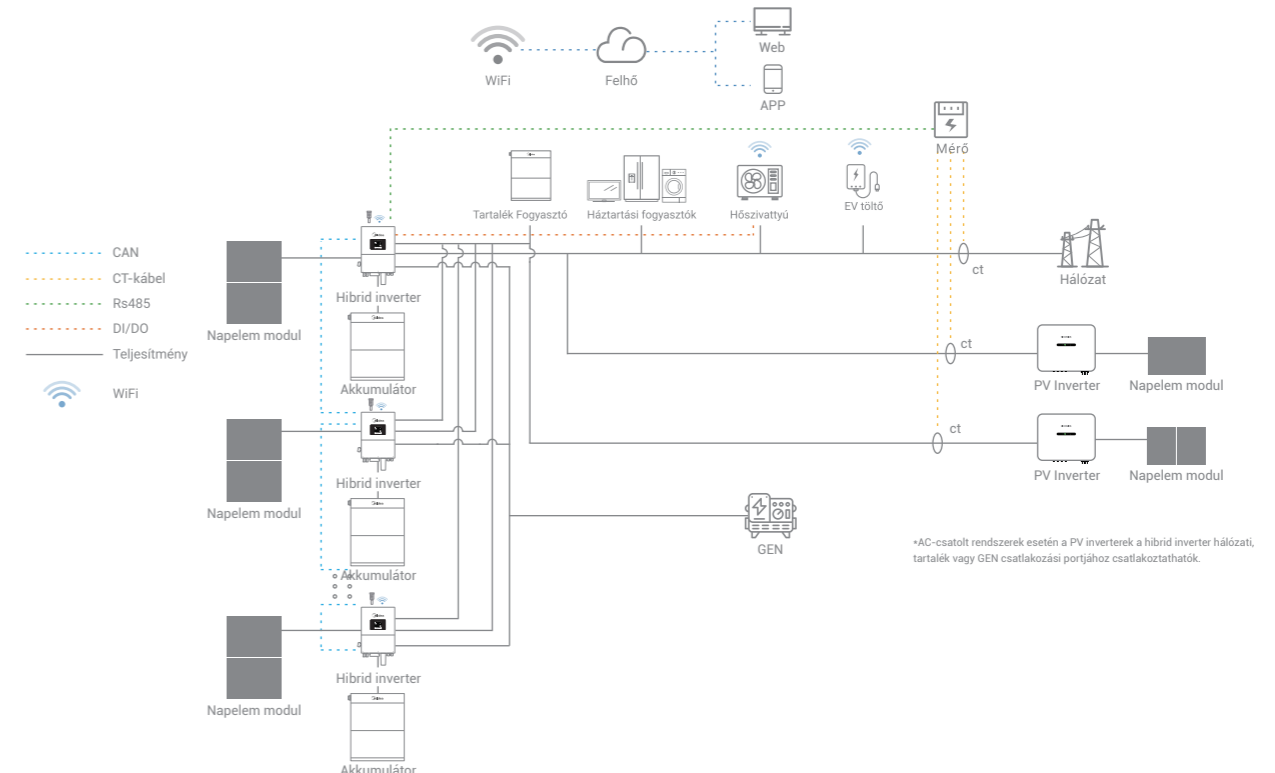 WiFi
Felhő
Web
APP
Mérő
Tartalék Fogyasztó
Háztartási fogyasztók
Hőszivattyú
EV töltő
CAN
CT-kábel
Rs485
DI/DO
Teljesítmény
WiFi
Napelem modul
Hibrid inverter
Akkumulátor
ct
Hálózat
ct
PV Inverter
Napelem modul
ct
PV Inverter
Napelem modul
Napelem modul
Hibrid inverter
Akkumulátor
GEN
*AC-csatolt rendszerek esetén a PV inverterek a hibrid inverter hálózati,
tartalék vagy GEN csatlakozási portjához csatlakoztathatók.
Napelem modul
Hibrid inverter
Akkumulátor